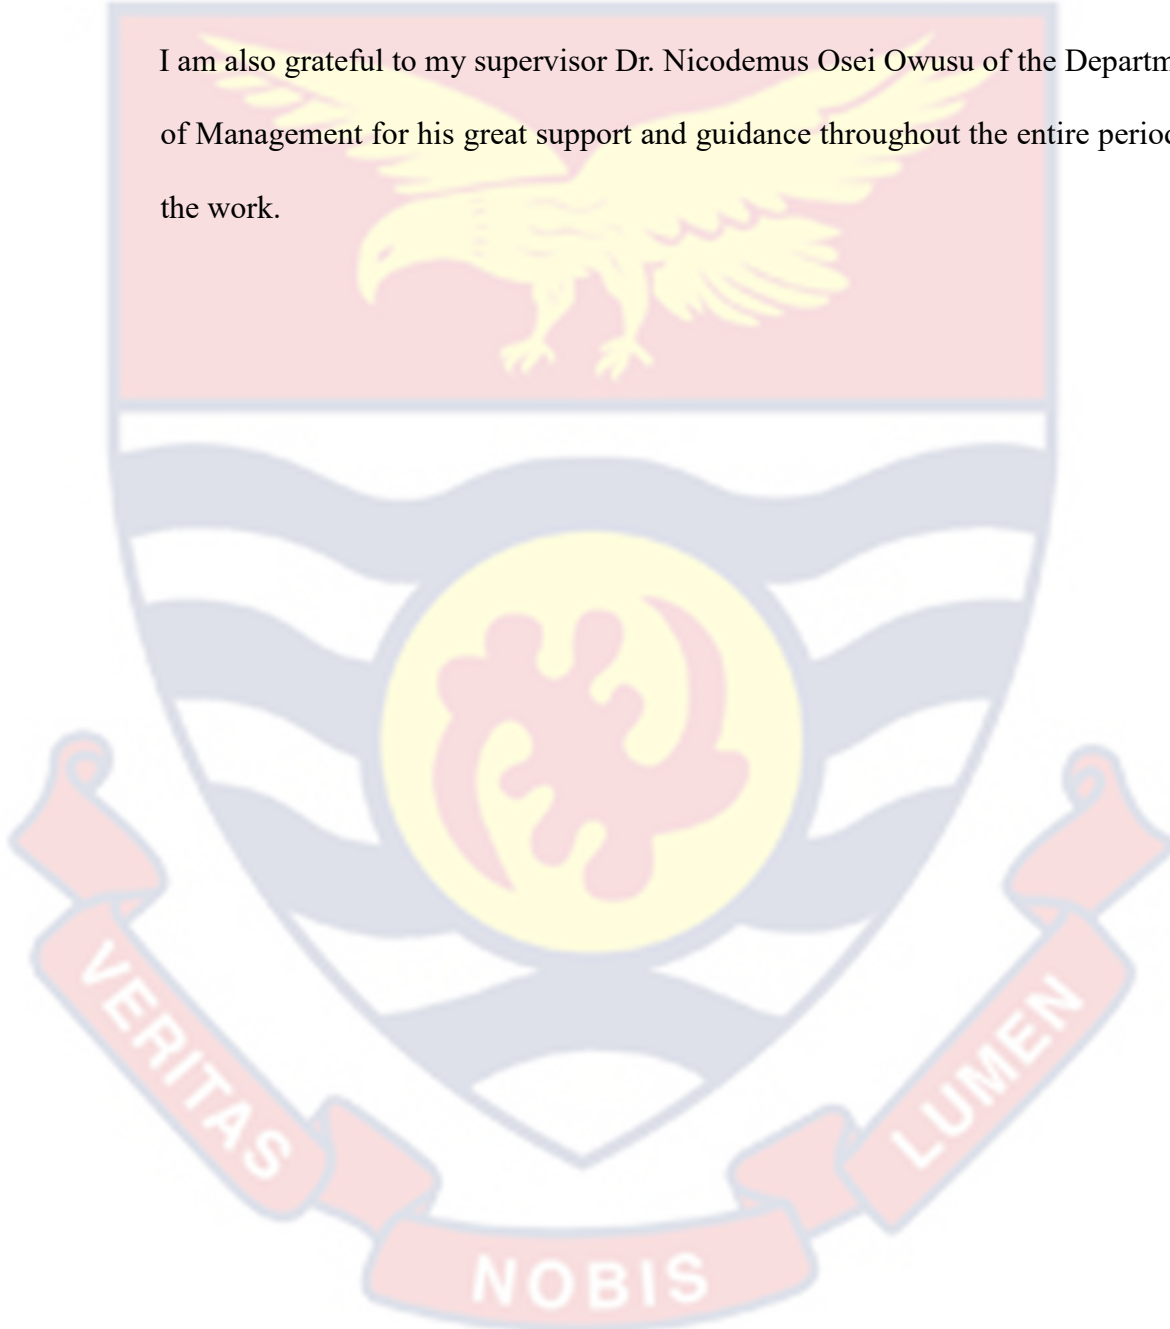 I am also grateful to my supervisor Dr. Nicodemus Osei Owusu of the Departm
of Management for his great support and guidance throughout the entire perio
the work.
VERITAS
NOBIS
LUMEN